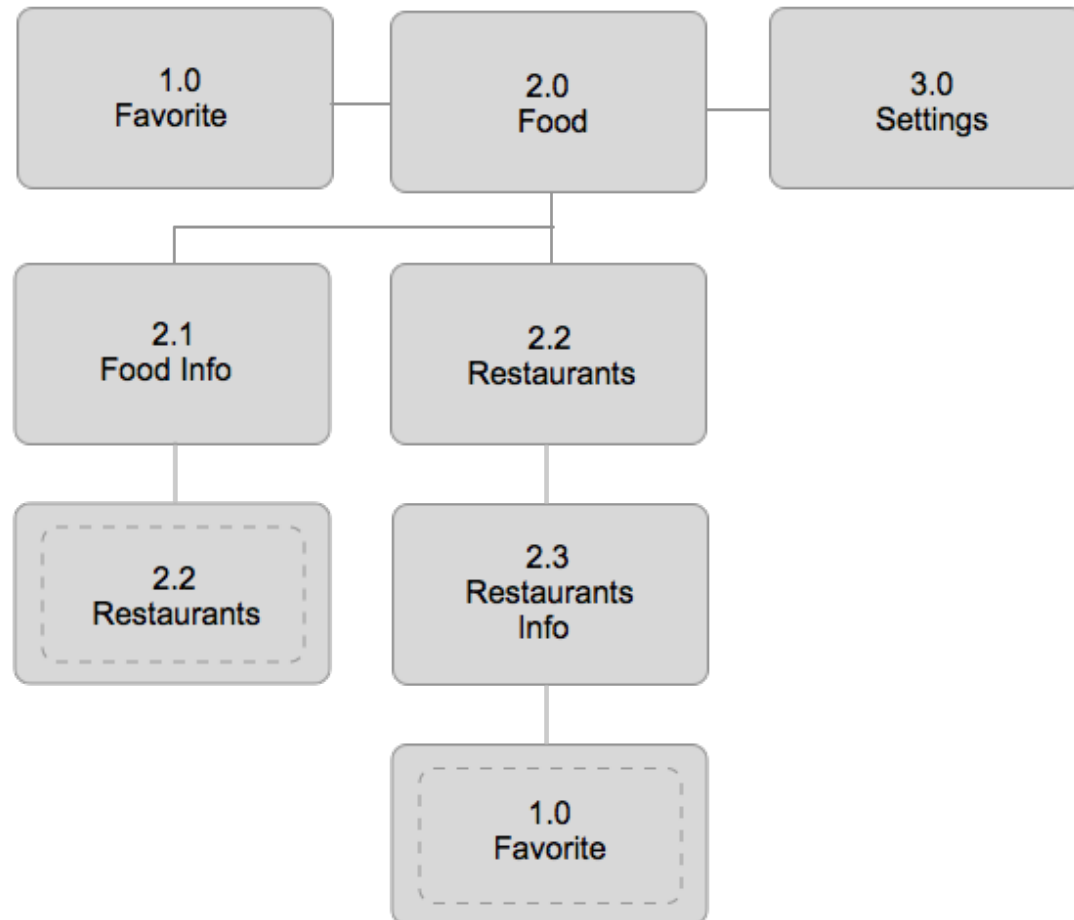 1.0
Favorite
2.0
Food
3.0
Settings
2.1
Food Info
2.2
Restaurants
2.2
Restaurants
2.3
Restaurants
Info
1.0
Favorite